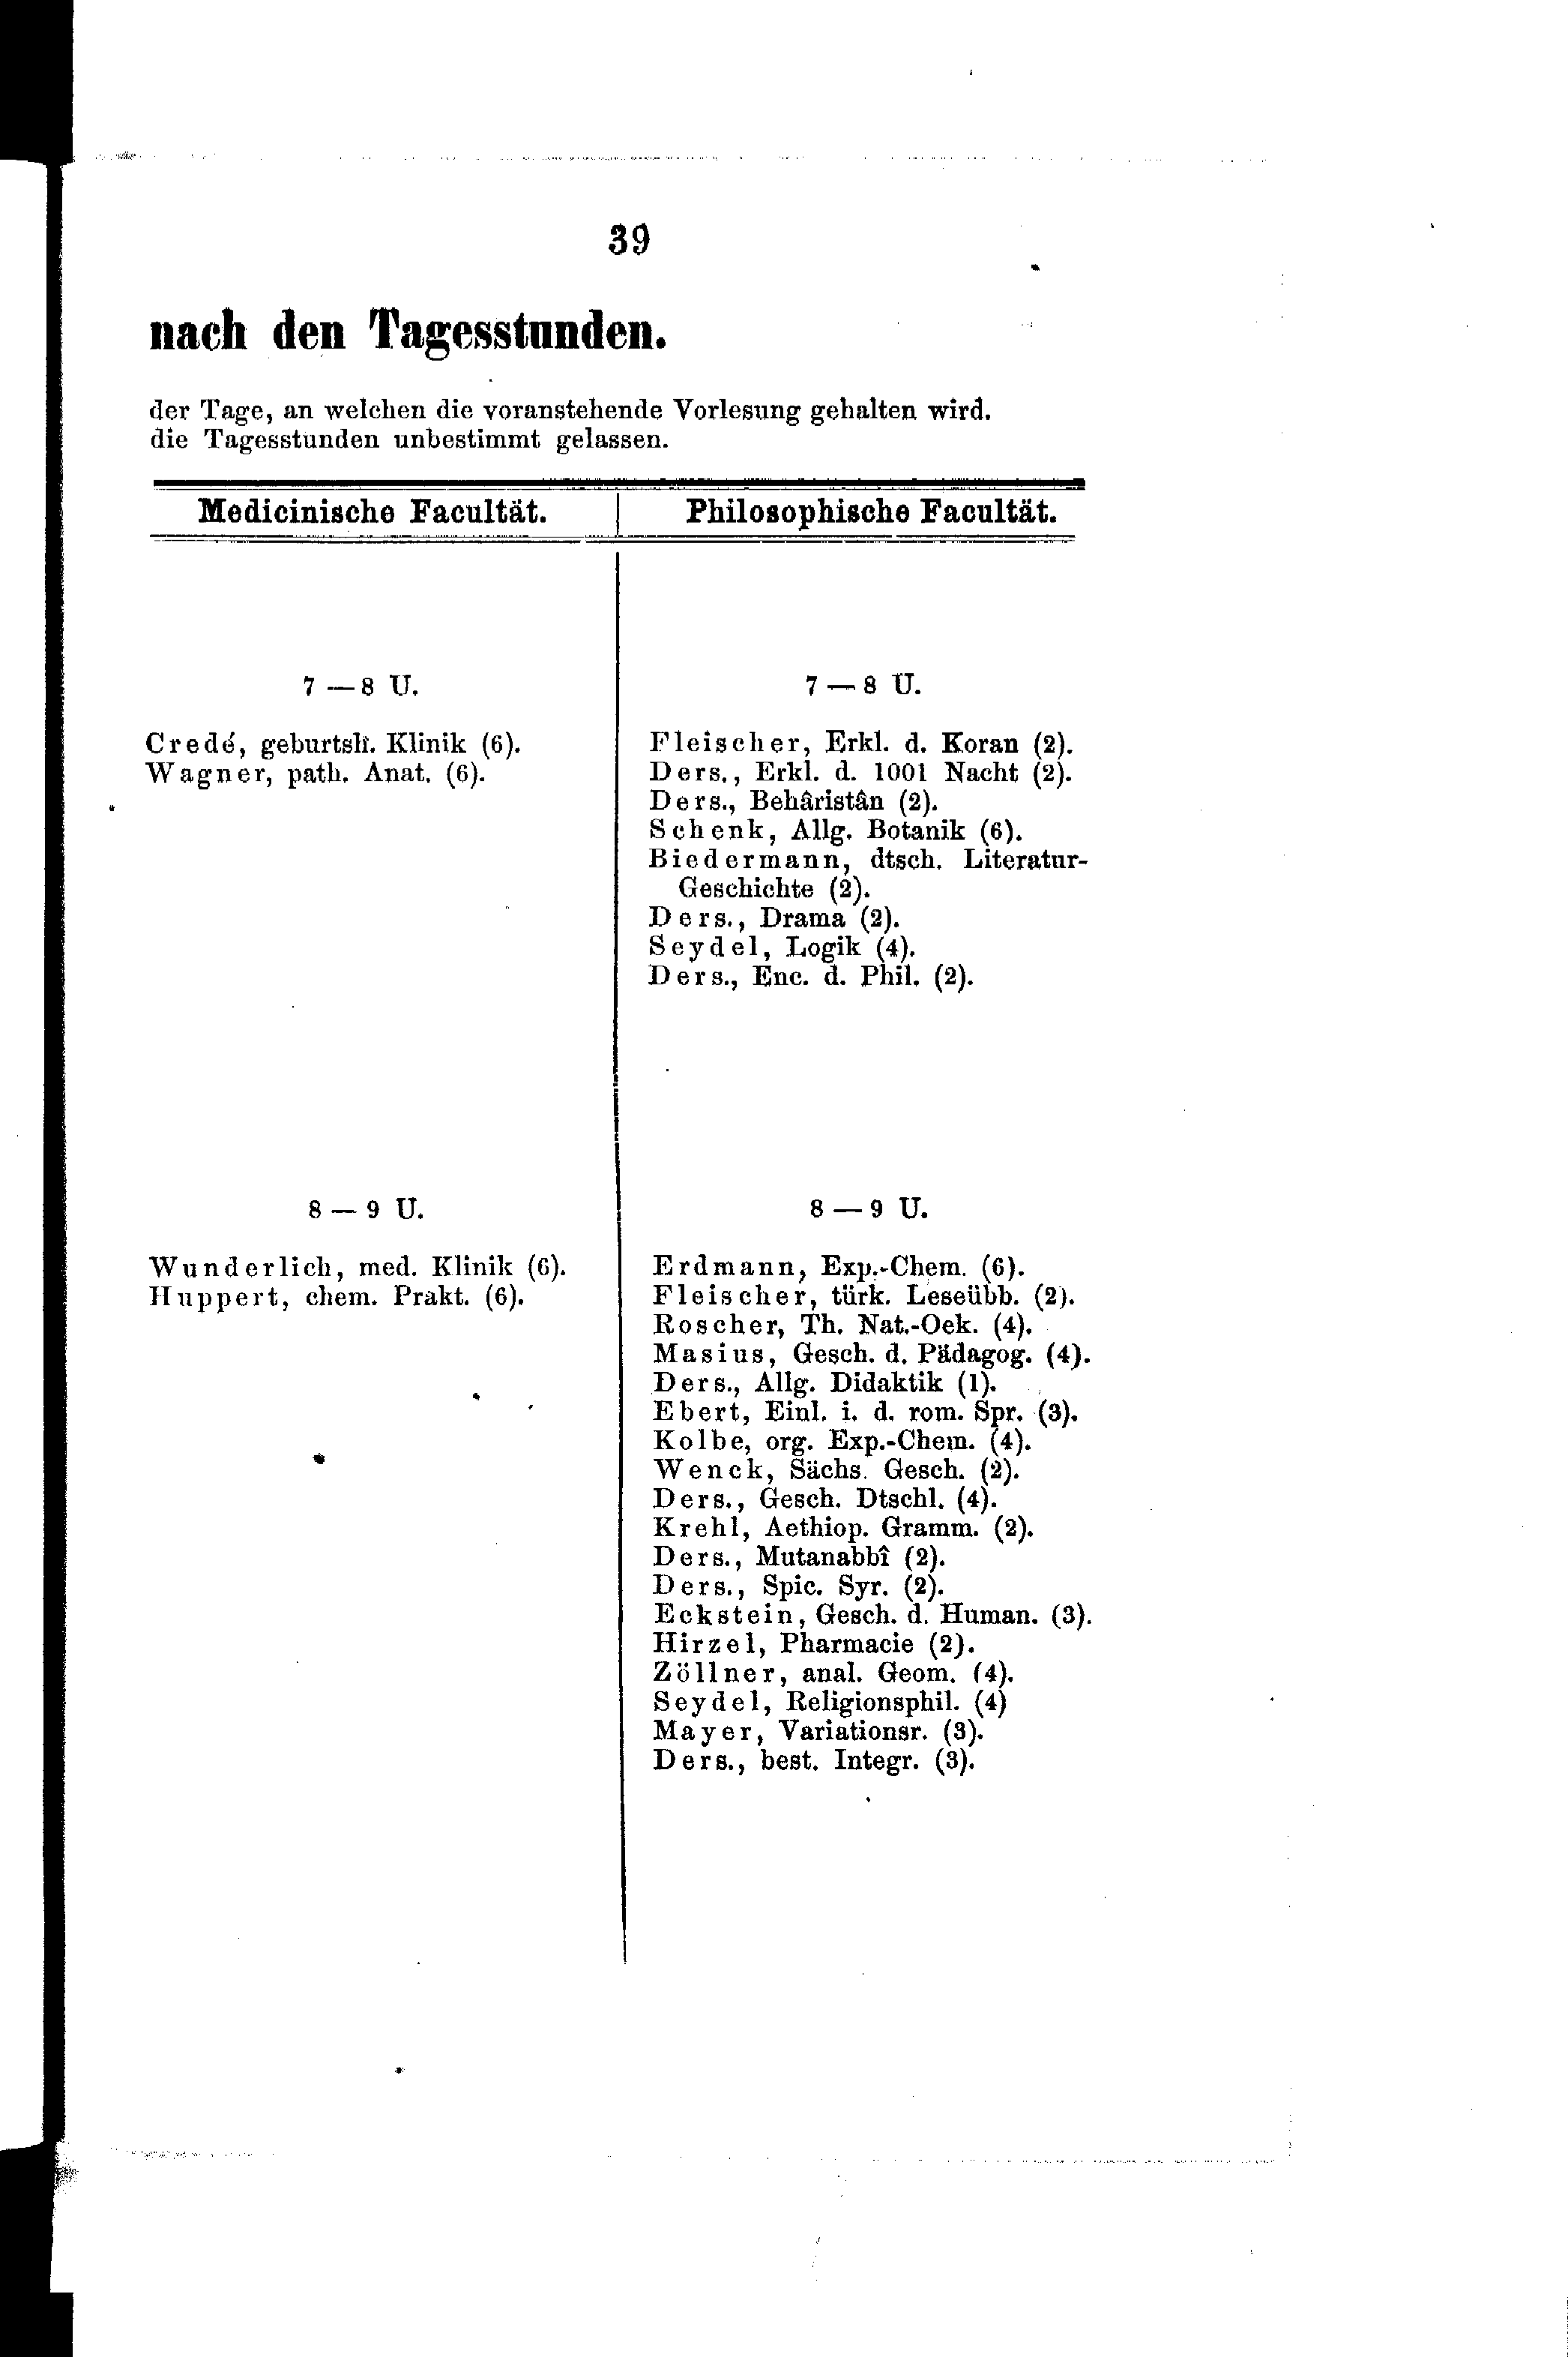 39
nach den Tagesstunden.
der Tage, an welchen die voranstehende Vorlesung gehalten wird.
die Tagesstunden unbestimmt gelassen.
Medicinische Facultät.
7 — 8 U.
Credé, geburtsh. Klinik (6).
Wagner, path. Anat. (6).
8 — 9 U.
Wunderlich, med. Klinik (6).
Huppert, chem. Prakt. (6).
Philosophische Facultät.
7 — 8 U.
Fleischer, Erkl. d. Koran (2).
Ders., Erkl. d. 1001 Nacht (2).
Ders., Behâristân (2).
Schenk, Allg. Botanik (6).
Biedermann, dtsch. Literatur-
Geschichte (2).
Ders., Drama (2).
Seydel, Logik (4).
Ders., Enc. d. Phil. (2).
8 — 9 U.
Erdmann, Exp.-Chem. (6).
Fleischer, türk. Leseübb. (2).
Roscher, Th. Nat.-Oek. (4).
Masius, Gesch. d. Pädagog. (4).
Ders., Allg. Didaktik (1).
Ebert, Einl. i. d. rom. Spr. (3).
Kolbe, org. Exp.-Chem. (4).
Wenck, Sächs. Gesch. (2).
Ders., Gesch. Dtschl. (4).
Krehl, Aethiop. Gramm. (2).
Ders., Mutanabbî (2).
Ders., Spic. Syr. (2).
Eckstein, Gesch. d. Human. (3).
Hirzel, Pharmacie (2).
Zöllner, anal. Geom. (4).
Seydel, Religionsphil. (4)
Mayer, Variationsr. (3).
Ders., best. Integr. (3).